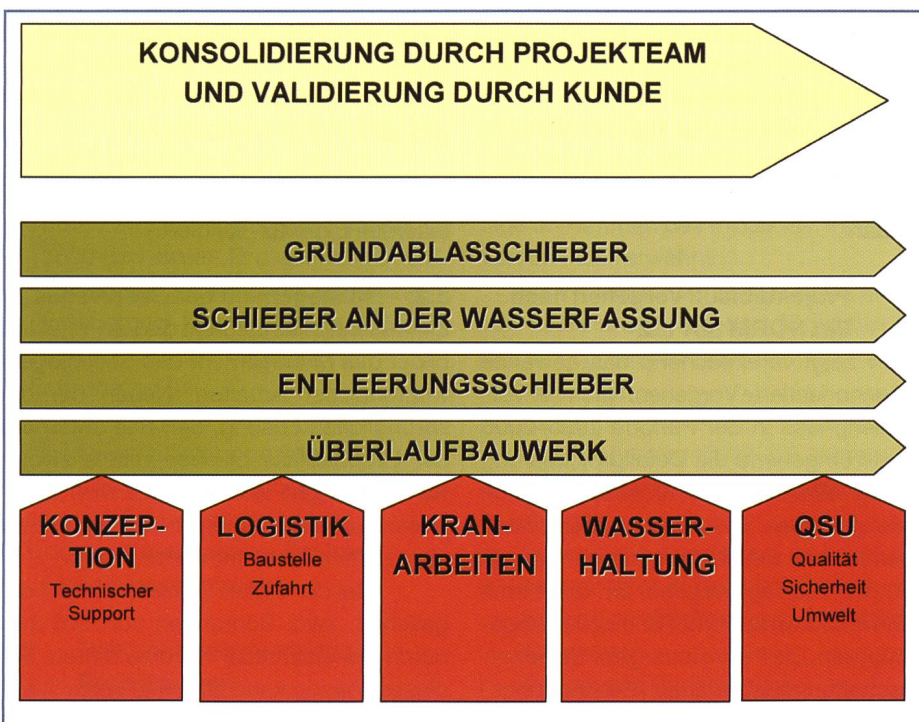 KONSOLIDIERUNG DURCH PROJEKTEAM
UND VALIDIERUNG DURCH KUNDE
GRUNDABLASSCHIEBER
SCHIEBER AN DER WASSERFASSUNG
ENTLEERUNGSSCHIEBER
ÜBERLAUFBAUWERK
KONZEP-
TION
Technischer
Support
LOGISTIK
Baustelle
Zufahrt
KRAN-
ARBEITEN
WASSER-
HALTUNG
QSU
Qualität
Sicherheit
Umwelt